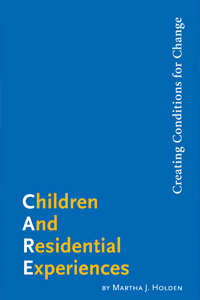 Creating Conditions for Change
Children
And
Residential
Experiences
BY MARTHA J. HOLDEN